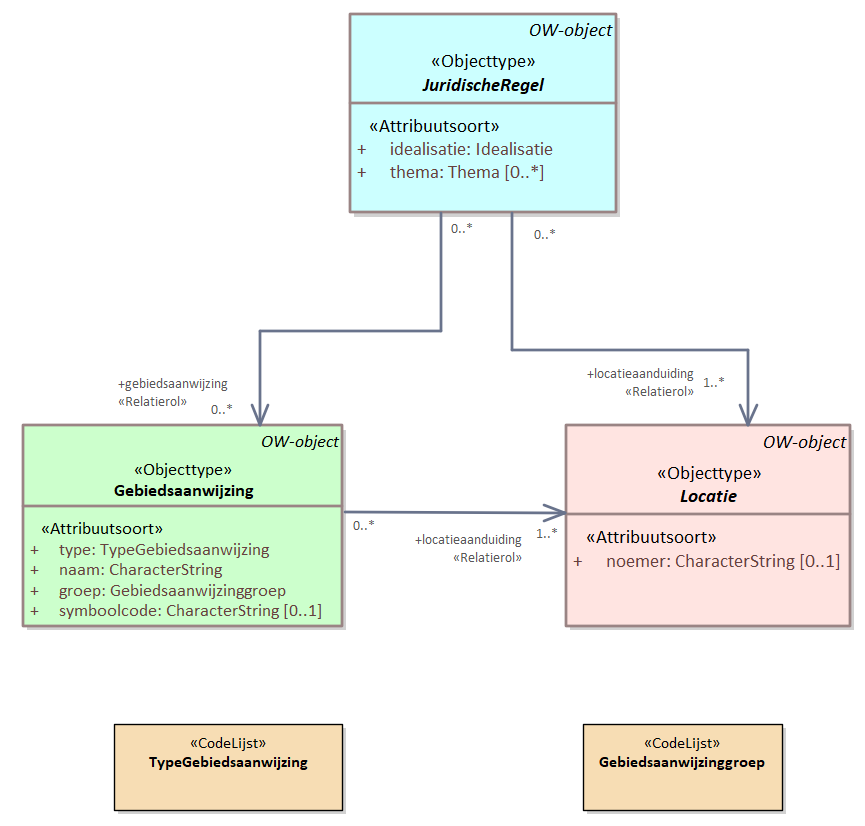 OW-object
«Objecttype»
JuridischeRegel
«Attribuutsoort»
+ idealisatie: Idealisatie
+ thema: Thema [0..*]
0..*
0..*
+gebiedsaanwijzing
«Relatierol»
0..*
+locatieaanduiding
«Relatierol»
1..*
OW-object
«Objecttype»
Gebiedsaanwijzing
«Attribuutsoort»
+ type: TypeGebiedsaanwijzing
+ naam: CharacterString
+ groep: Gebiedsaanwijzinggroep
+ symboolcode: CharacterString [0..1]
0..*
+locatieaanduiding
«Relatierol»
1..*
OW-object
«Objecttype»
Locatie
«Attribuutsoort»
+ noemer: CharacterString [0..1]
«CodeLijst»
TypeGebiedsaanwijzing
«CodeLijst»
Gebiedsaanwijzinggroep